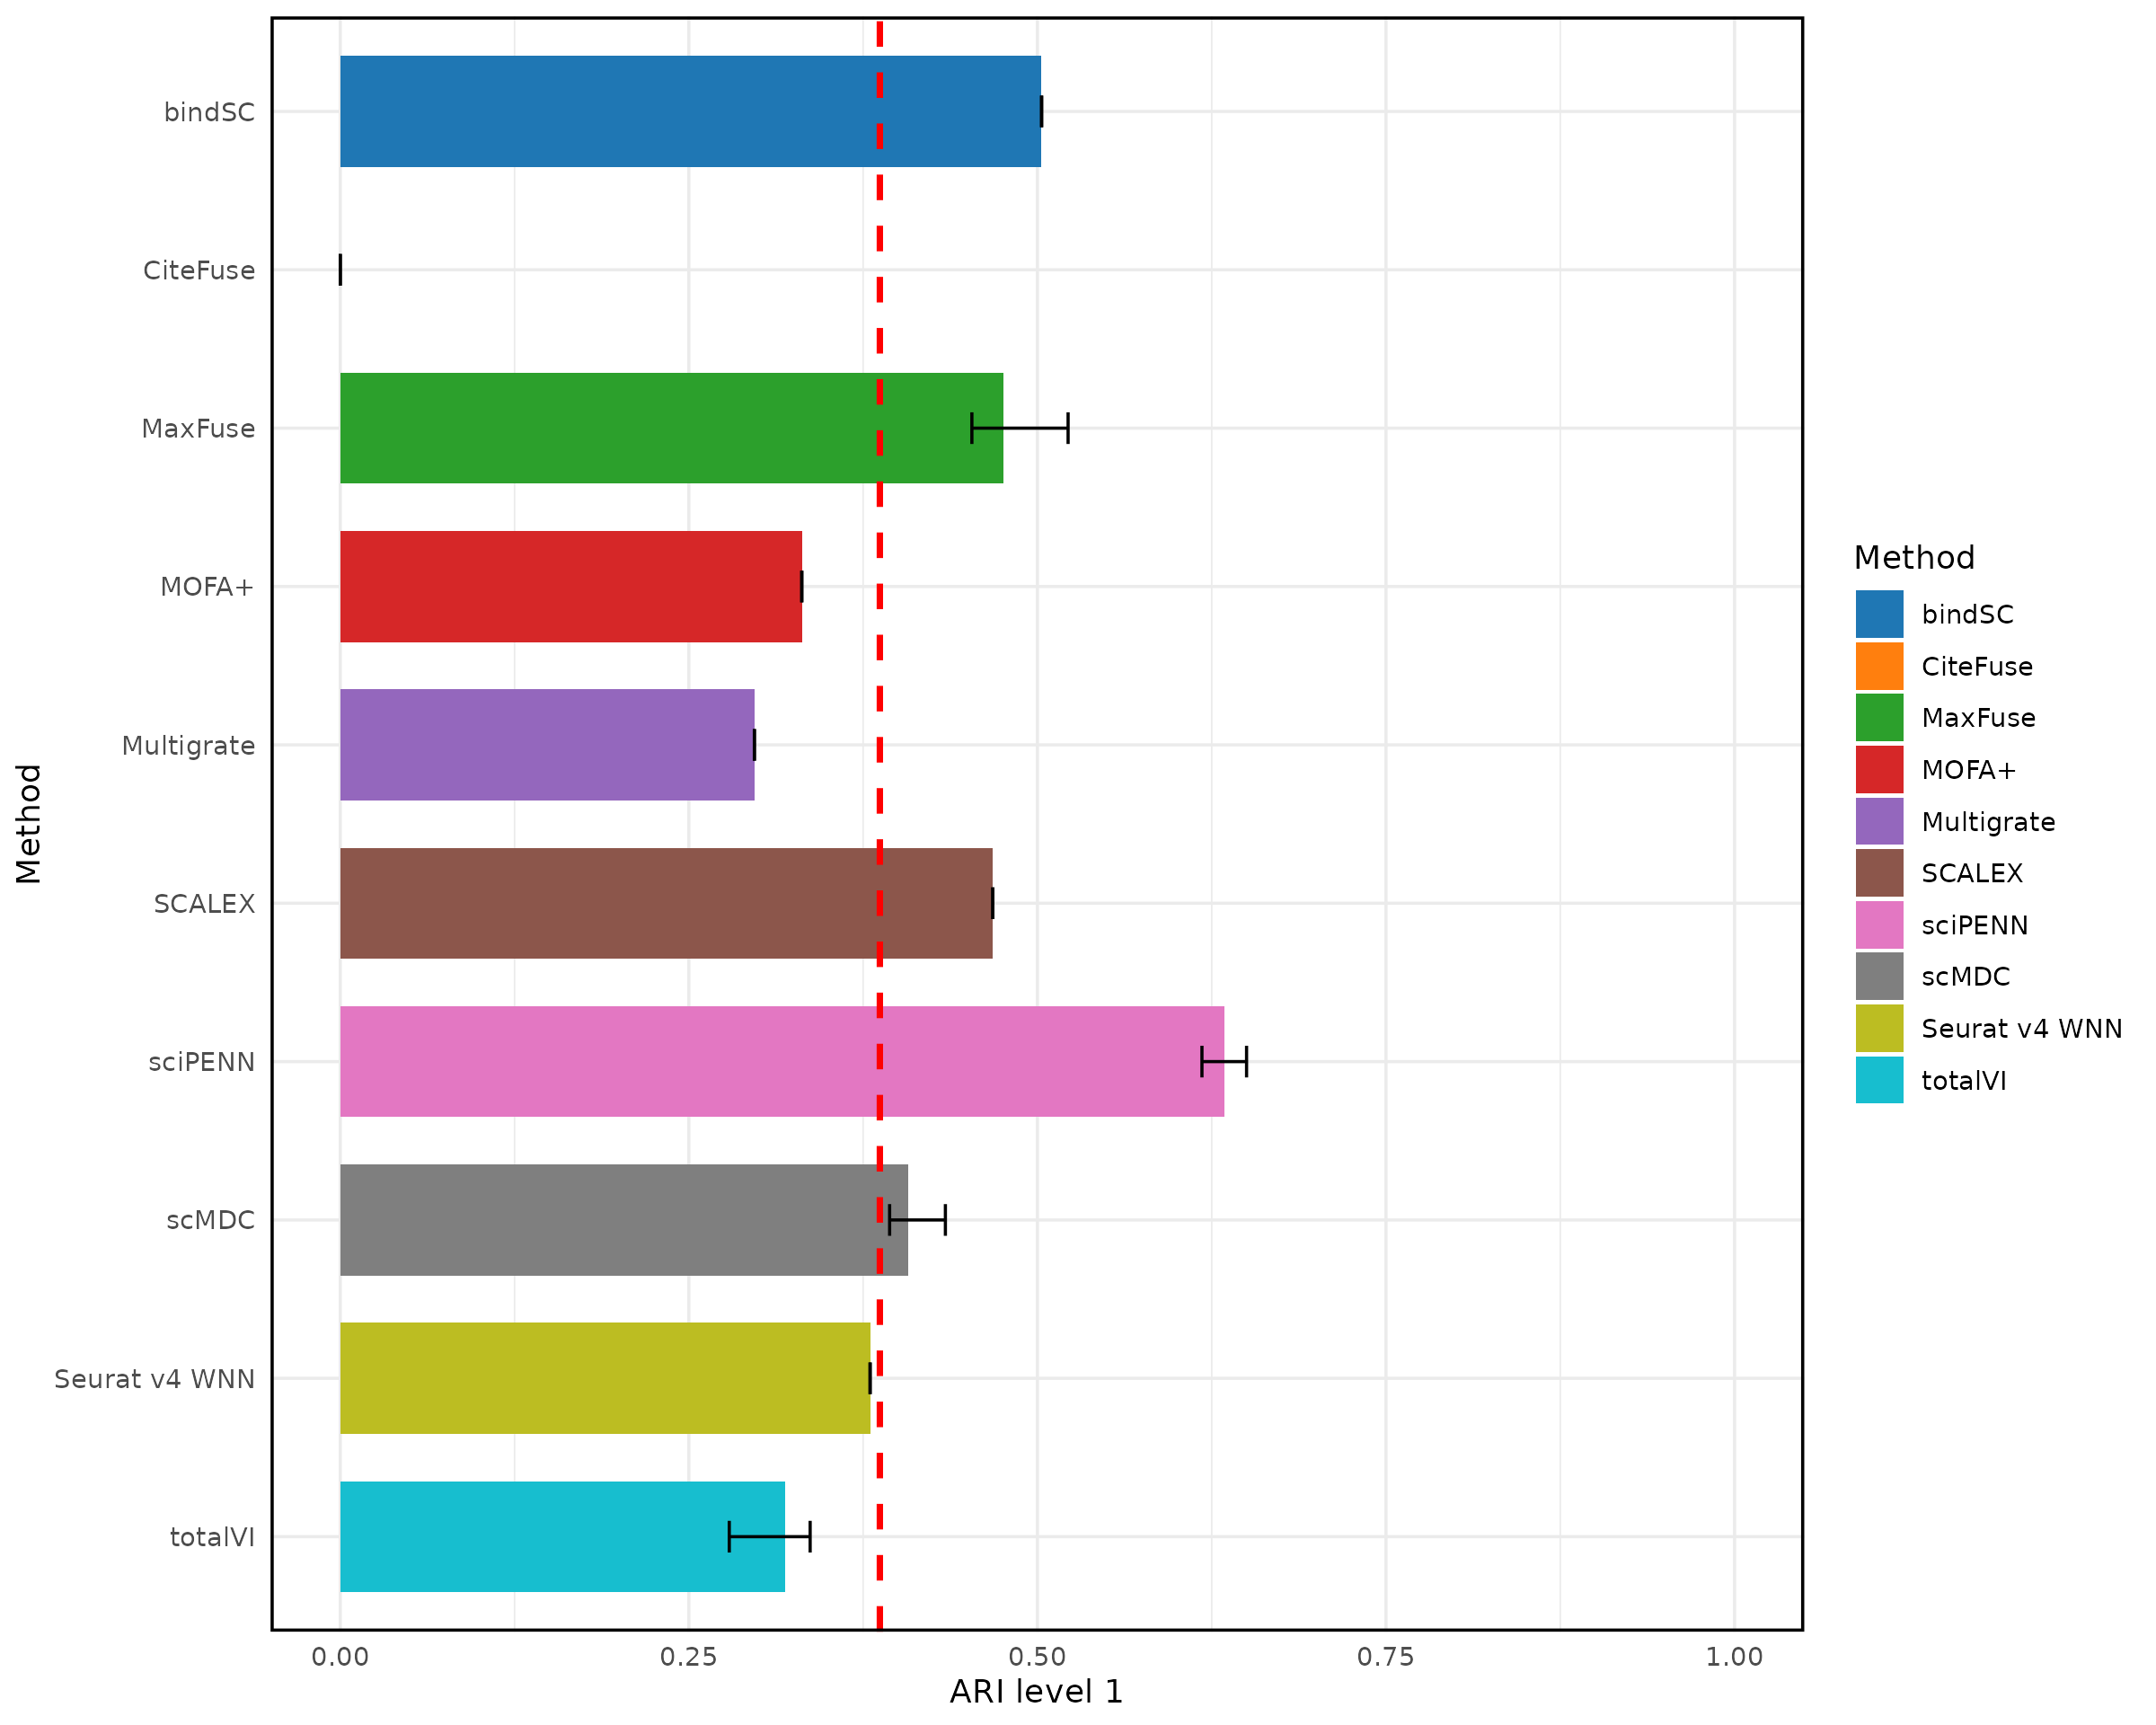 bindSC
CiteFuse
MaxFuse
MOFA+
Multigrate
SCALEX
sciPENN
scMDC
Seurat v4 WNN
totalVI
Method
0.00
0.25
0.50
0.75
1.00
ARI level 1
Method
bindSC
CiteFuse
MaxFuse
MOFA+
Multigrate
SCALEX
sciPENN
scMDC
Seurat v4 WNN
totalVI